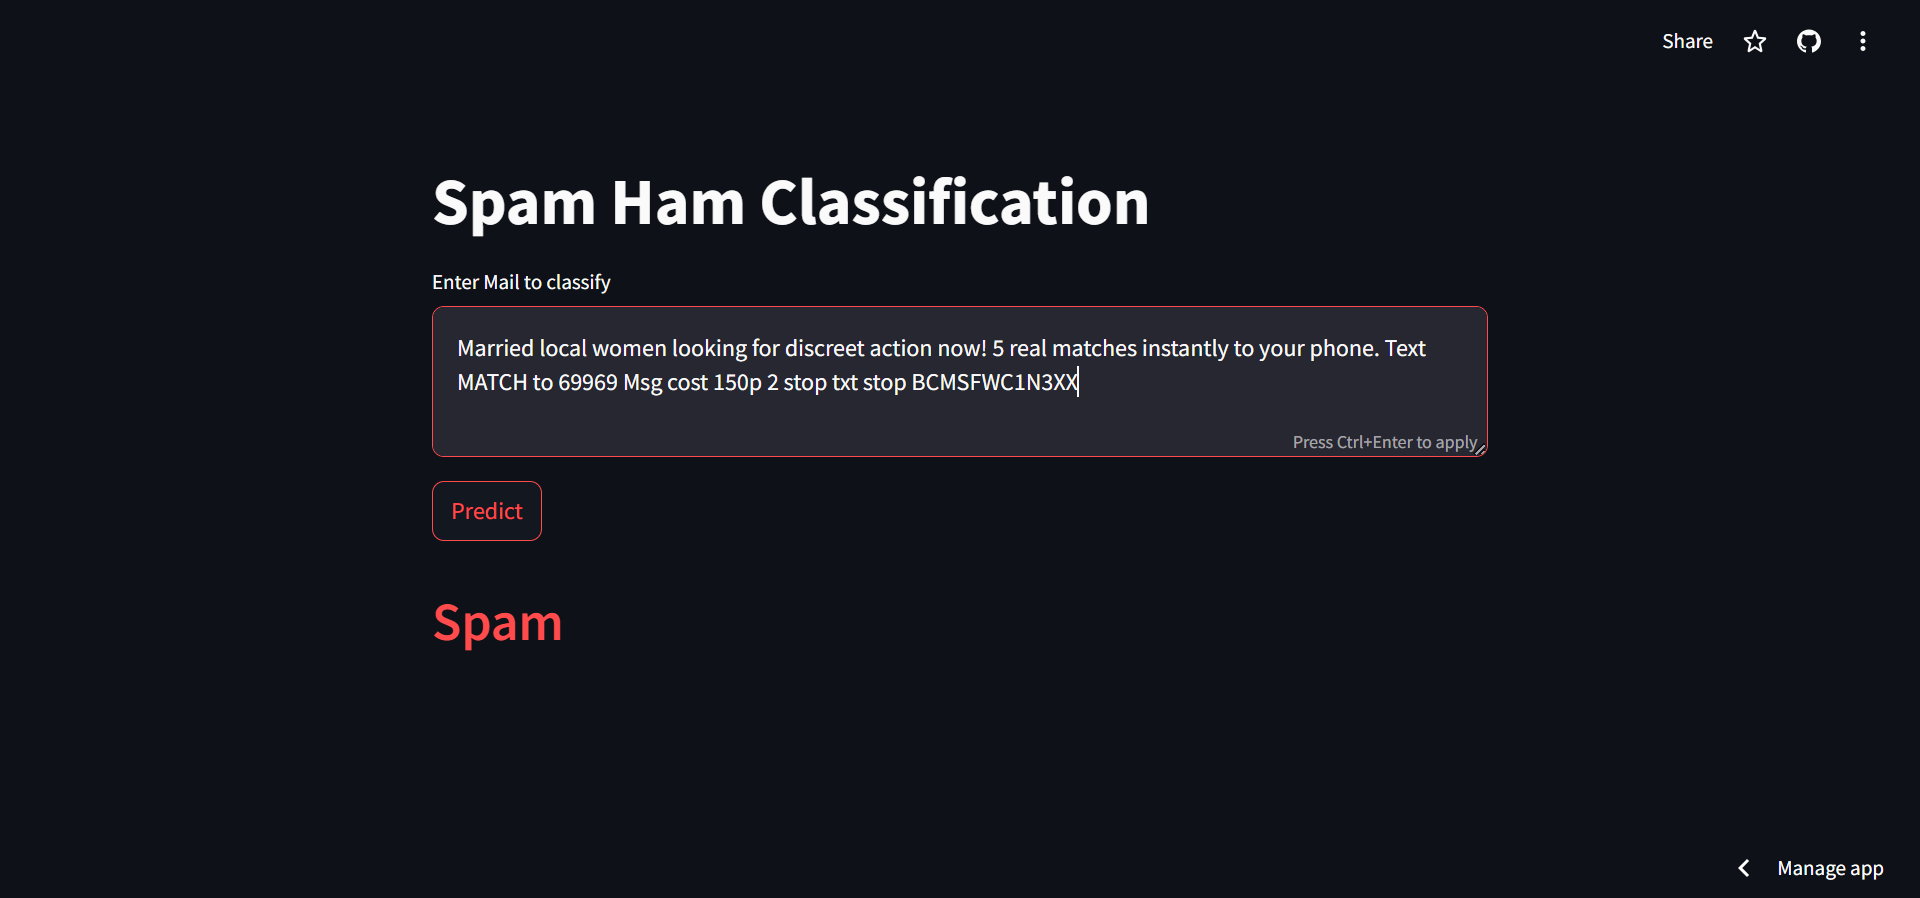 Share
Spam Ham Classification
Enter Mail to classify
Married local women looking for discreet action now! 5 real matches instantly to your phone. Text
MATCH to 69969 Msg cost 150p 2 stop txt stop BCMSFWC1N3XX
Press Ctrl+Enter to apply
Predict
Spam
Manage app